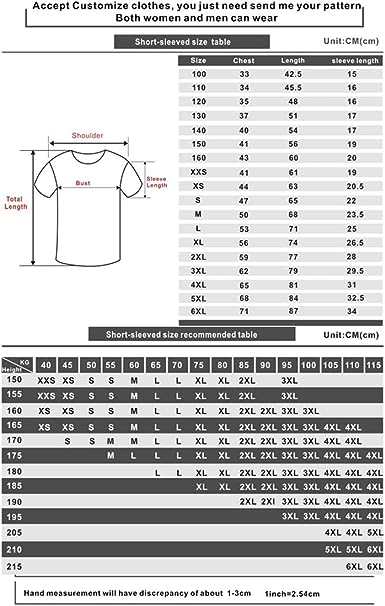 Accept Customize clothes, you just need send me your pattern
Both women and men can wear
Short-sleeved size table Unit:CM(cm)
Size Chest Length sleeve length
100 33 42.5 15
110 34 45.5 16
120 35 48 16
130 37 51 17
140 40 54 17
150 41 56 19
160 43 60 20
XXS 41 61 19
XS 44 63 20.5
S 47 65 22
M 50 68 23.5
L 53 71 25
XL 56 74 26.5
2XL 59 77 28
3XL 62 79 29.5
4XL 65 82 31
5XL 68 84 32.5
6XL 71 87 34
Shoulder
Bust
Sleeve
Length
Total
Length
Short-sleeved size recommended table Unit:CM(cm)
KG
Height
40 45 50 55 60 65 70 75 80 85 90 95 100 105 110 115
150 XXS XS S S M L L XL XL 2XL 3XL
155 XXS XS S S M L L XL XL 2XL 3XL
160 XS XS S S M L L XL XL 2XL 2XL 3XL 3XL
165 XS XS S S M L L XL XL 2XL 2XL 3XL 3XL 4XL 4XL
170 S S M M L L XL XL 2XL 2XL 3XL 3XL 4XL 4XL
175 M L L L XL XL 2XL 2XL 3XL 3XL 4XL 4XL 4XL
180 L L XL XL 2XL 2XL 3XL 3XL 4XL 4XL 4XL
185 XL XL 2XL 2XL 3XL 3XL 4XL 4XL 4XL
190 2XL 2Xl 3XL 3XL 4XL 4XL 4XL
195 3XL 3XL 4XL 4XL 4XL
205 4XL 4XL 5XL
210 5XL 5XL 6XL
215 6XL 6XL
Hand measurement will have discrepancy of about 1-3cm 1inch=2.54cm